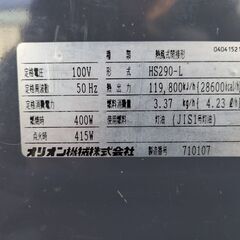 04041521
種類 熱風式開放形
定格電圧 100V 形式 HS290-L
定格周波数 50Hz 熱出力 119,800kJ/h{28600kcal/h
定格消費電力 燃料消費量 3.37 kg/h{ 4.23 ℓ/h
燃焼時 400W 使用燃料 灯油 (JIS1号灯油)
点火時 415W
オリオン機械株式会社 製造番号 710107